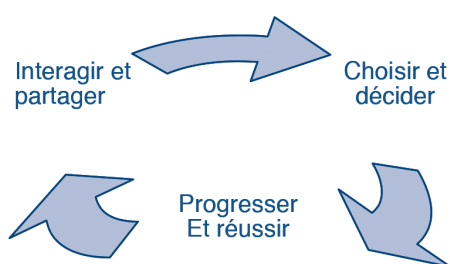 Interagir et
partager
Choisir et
décider
Progresser
Et réussir